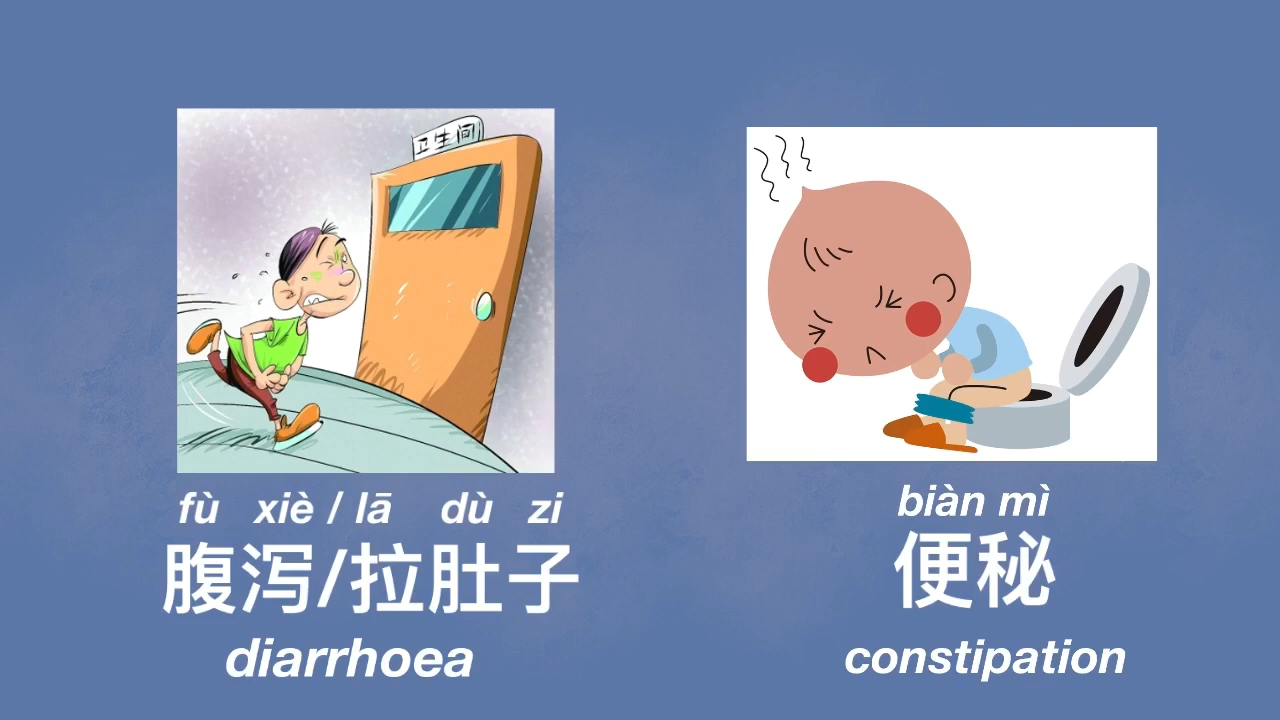 卫生间
fù xiè / lā dù zi
腹泻/拉肚子
diarrhoea
biàn mì
便秘
constipation